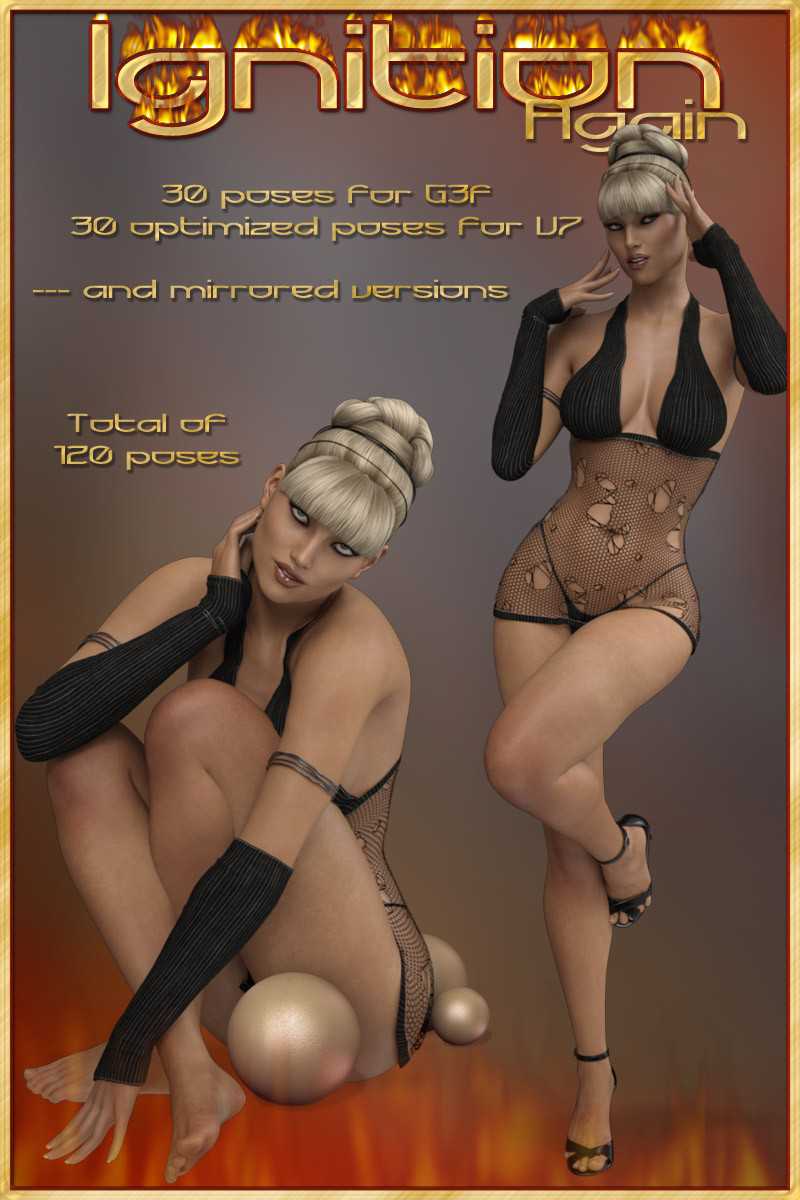 Ignition
Again
30 poses for G3f
30 optimized poses for V7
--- and mirrored versions
Total of
120 poses